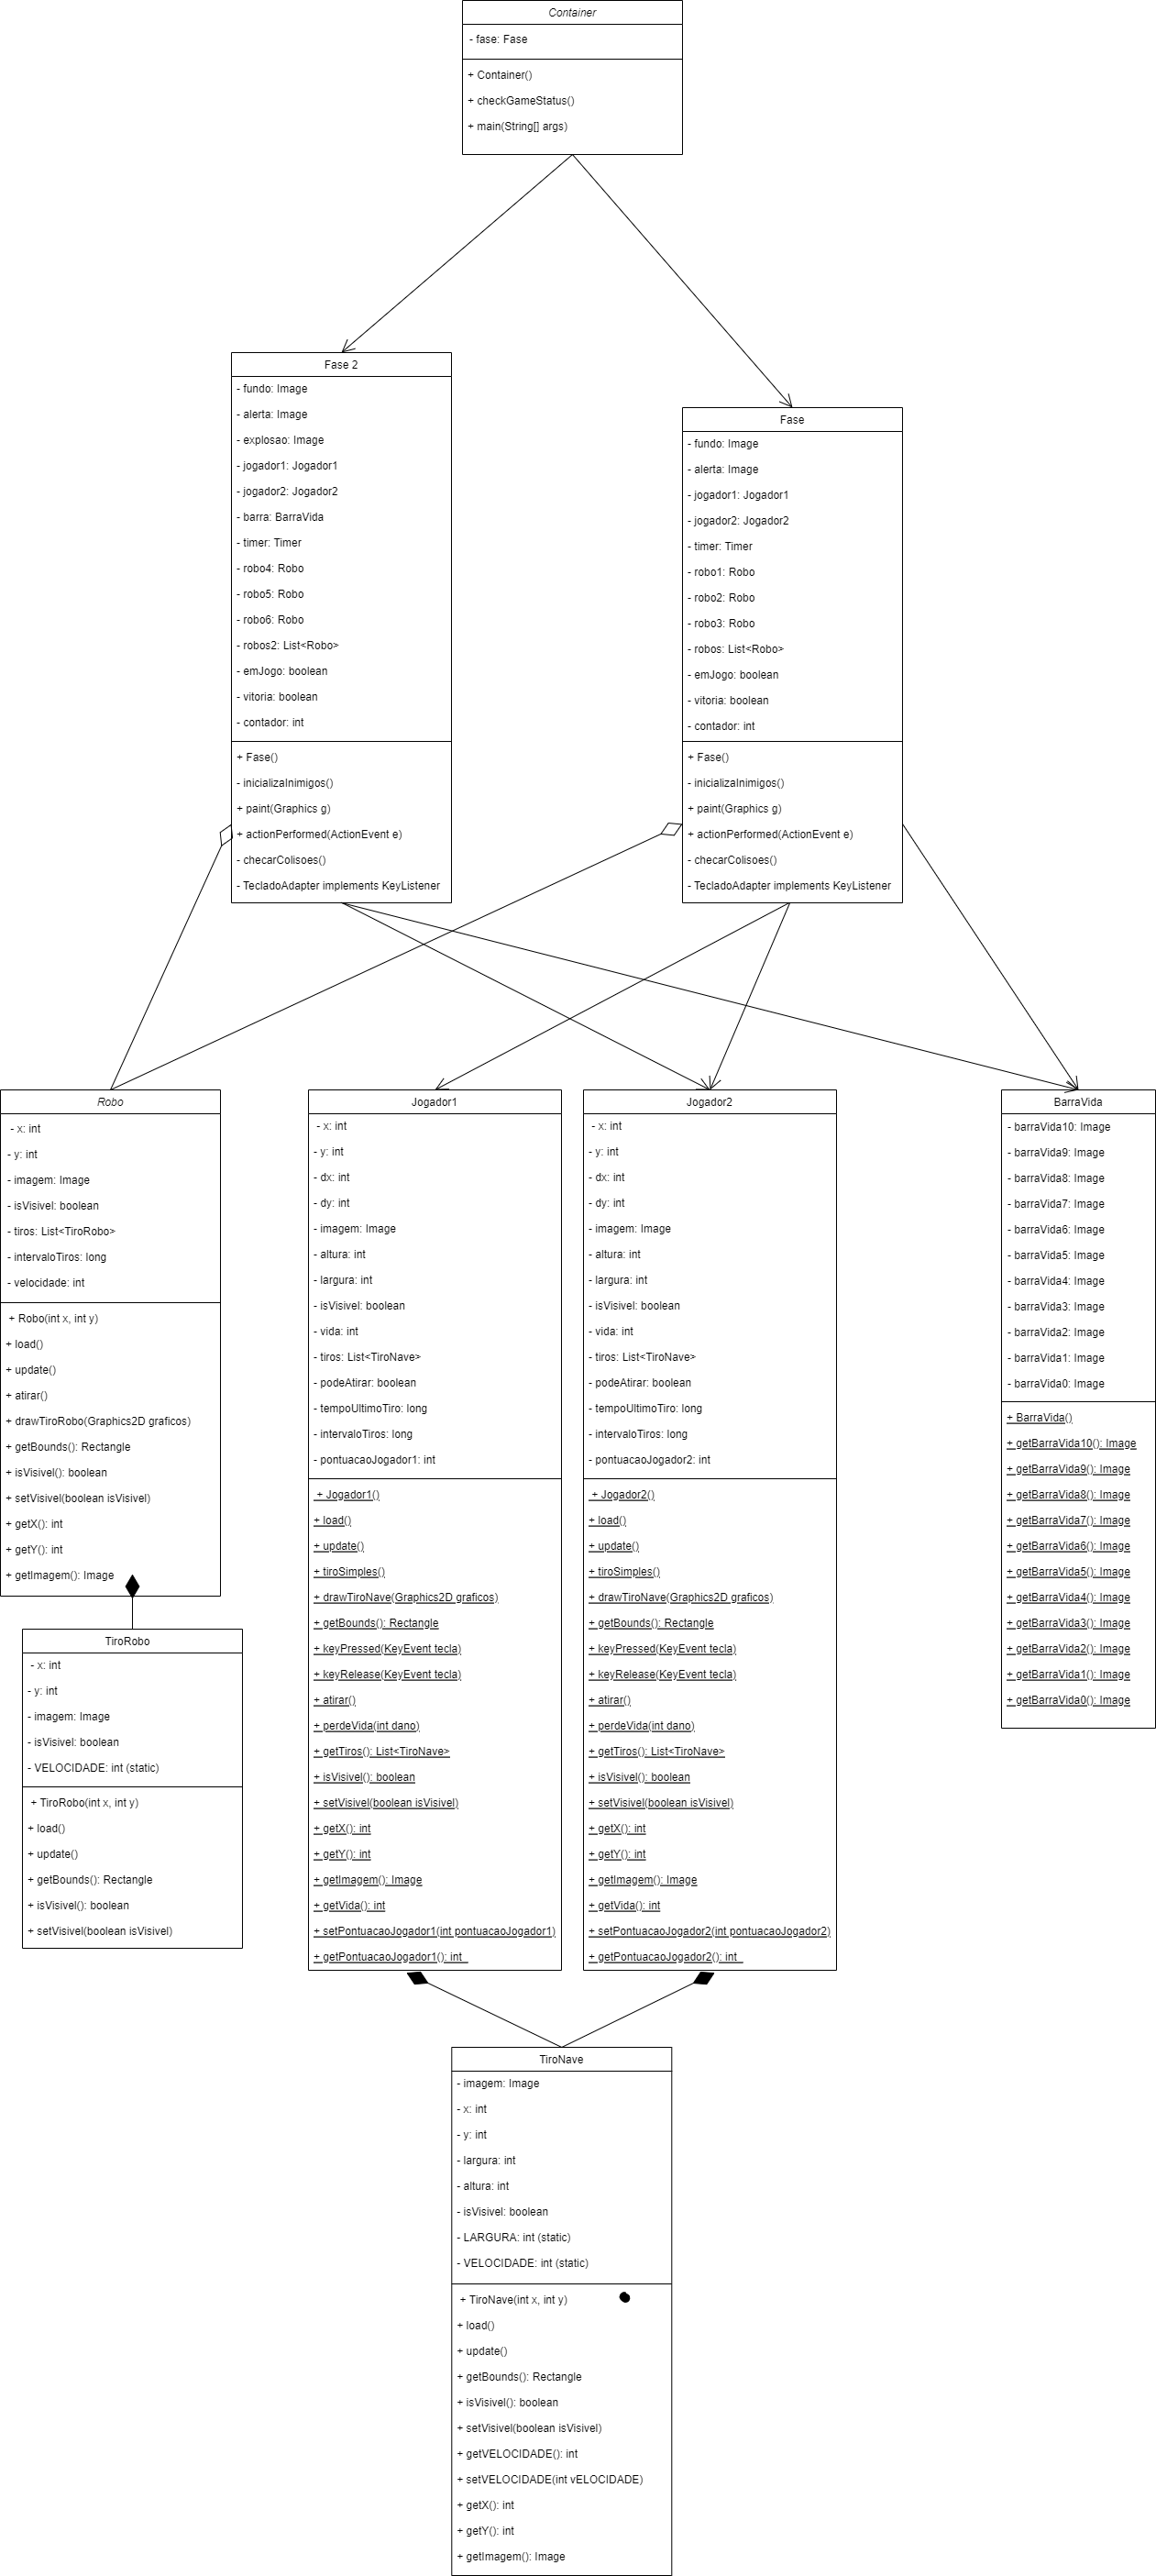 Container
- fase: Fase
+ Container()
+ checkGameStatus()
+ main(String[] args)
Fase 2
- fundo: Image
- alerta: Image
- explosao: Image
- jogador1: Jogador1
- jogador2: Jogador2
- barra: BarraVida
- timer: Timer
- robo4: Robo
- robo5: Robo
- robo6: Robo
- robos2: List<Robo>
- emJogo: boolean
- vitoria: boolean
- contador: int
+ Fase()
- inicializaInimigos()
+ paint(Graphics g)
+ actionPerformed(ActionEvent e)
- checarColisoes()
- TecladoAdapter implements KeyListener
Fase
- fundo: Image
- alerta: Image
- jogador1: Jogador1
- jogador2: Jogador2
- timer: Timer
- robo1: Robo
- robo2: Robo
- robo3: Robo
- robos: List<Robo>
- emJogo: boolean
- vitoria: boolean
- contador: int
+ Fase()
- inicializaInimigos()
+ paint(Graphics g)
+ actionPerformed(ActionEvent e)
- checarColisoes()
- TecladoAdapter implements KeyListener
Robo
- x: int
- y: int
- imagem: Image
- isVisivel: boolean
- tiros: List<TiroRobo>
- intervaloTiros: long
- velocidade: int
+ Robo(int x, int y)
+ load()
+ update()
+ atirar()
+ drawTiroRobo(Graphics2D graficos)
+ getBounds(): Rectangle
+ isVisivel(): boolean
+ setVisivel(boolean isVisivel)
+ getX(): int
+ getY(): int
+ getImagem(): Image
TiroRobo
- x: int
- y: int
- imagem: Image
- isVisivel: boolean
- VELOCIDADE: int (static)
+ TiroRobo(int x, int y)
+ load()
+ update()
+ getBounds(): Rectangle
+ isVisivel(): boolean
+ setVisivel(boolean isVisivel)
Jogador1
- x: int
- y: int
- dx: int
- dy: int
- imagem: Image
- altura: int
- largura: int
- isVisivel: boolean
- vida: int
- tiros: List<TiroNave>
- podeAtirar: boolean
- tempoUltimoTiro: long
- intervaloTiros: long
- pontuacaoJogador1: int
+ Jogador1()
+ load()
+ update()
+ tiroSimples()
+ drawTiroNave(Graphics2D graficos)
+ getBounds(): Rectangle
+ keyPressed(KeyEvent tecla)
+ keyRelease(KeyEvent tecla)
+ atirar()
+ perdeVida(int dano)
+ getTiros(): List<TiroNave>
+ isVisivel(): boolean
+ setVisivel(boolean isVisivel)
+ getX(): int
+ getY(): int
+ getImagem(): Image
+ getVida(): int
+ setPontuacaoJogador1(int pontuacaoJogador1)
+ getPontuacaoJogador1(): int
Jogador2
- x: int
- y: int
- dx: int
- dy: int
- imagem: Image
- altura: int
- largura: int
- isVisivel: boolean
- vida: int
- tiros: List<TiroNave>
- podeAtirar: boolean
- tempoUltimoTiro: long
- intervaloTiros: long
- pontuacaoJogador2: int
+ Jogador2()
+ load()
+ update()
+ tiroSimples()
+ drawTiroNave(Graphics2D graficos)
+ getBounds(): Rectangle
+ keyPressed(KeyEvent tecla)
+ keyRelease(KeyEvent tecla)
+ atirar()
+ perdeVida(int dano)
+ getTiros(): List<TiroNave>
+ isVisivel(): boolean
+ setVisivel(boolean isVisivel)
+ getX(): int
+ getY(): int
+ getImagem(): Image
+ getVida(): int
+ setPontuacaoJogador2(int pontuacaoJogador2)
+ getPontuacaoJogador2(): int
BarraVida
- barraVida10: Image
- barraVida9: Image
- barraVida8: Image
- barraVida7: Image
- barraVida6: Image
- barraVida5: Image
- barraVida4: Image
- barraVida3: Image
- barraVida2: Image
- barraVida1: Image
- barraVida0: Image
+ BarraVida()
+ getBarraVida10(): Image
+ getBarraVida9(): Image
+ getBarraVida8(): Image
+ getBarraVida7(): Image
+ getBarraVida6(): Image
+ getBarraVida5(): Image
+ getBarraVida4(): Image
+ getBarraVida3(): Image
+ getBarraVida2(): Image
+ getBarraVida1(): Image
+ getBarraVida0(): Image
TiroNave
- imagem: Image
- x: int
- y: int
- largura: int
- altura: int
- isVisivel: boolean
- LARGURA: int (static)
- VELOCIDADE: int (static)
+ TiroNave(int x, int y)
+ load()
+ update()
+ getBounds(): Rectangle
+ isVisivel(): boolean
+ setVisivel(boolean isVisivel)
+ getVELOCIDADE(): int
+ setVELOCIDADE(int vELOCIDADE)
+ getX(): int
+ getY(): int
+ getImagem(): Image